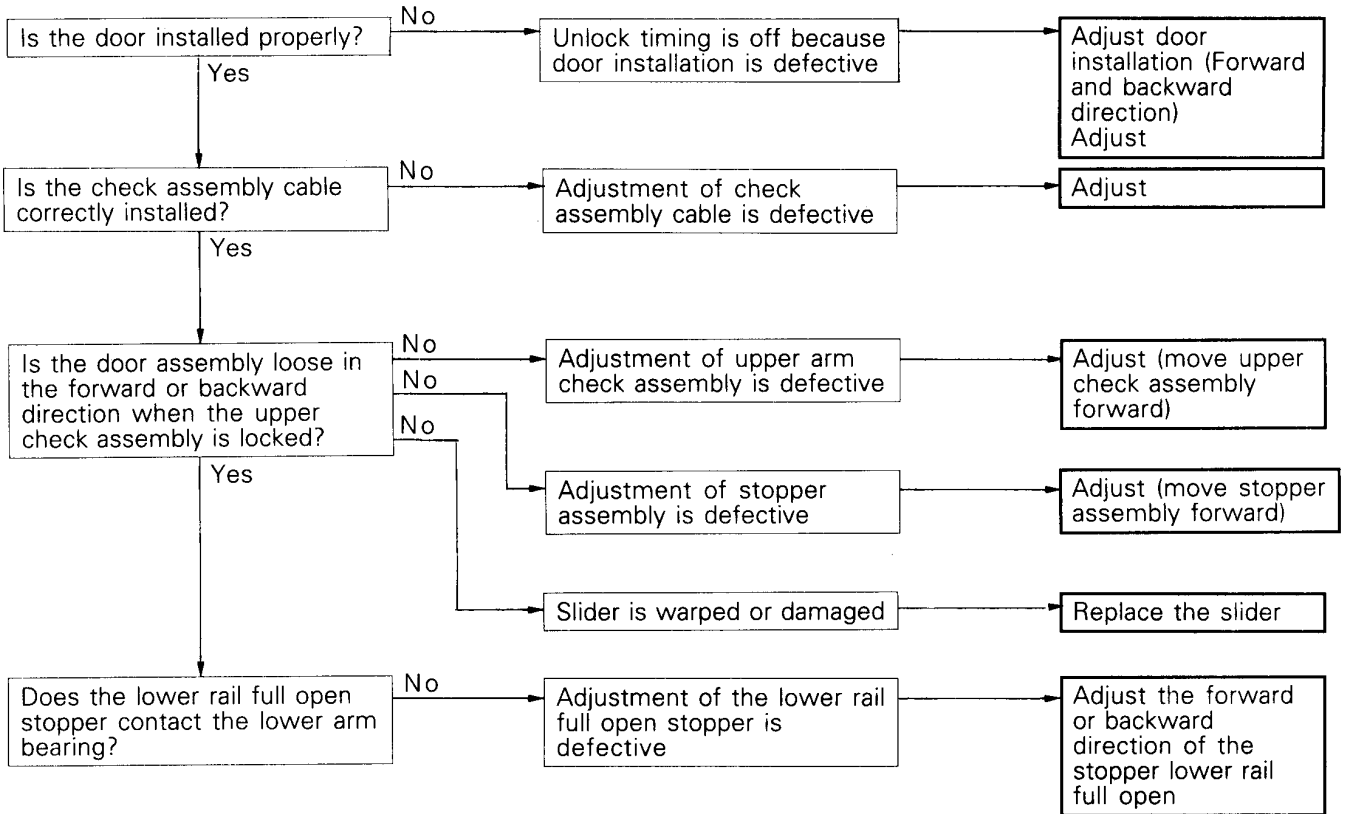 Is the door installed properly?
No
Unlock timing is off because
door installation is defective
Adjust door
installation (Forward
and backward
direction)
Adjust
Yes
Is the check assembly cable
correctly installed?
No
Adjustment of check
assembly cable is defective
Adjust
Yes
Is the door assembly loose in
the forward or backward
direction when the upper
check assembly is locked?
No
Adjustment of upper arm
check assembly is defective
Adjust (move upper
check assembly
forward)
No
Adjustment of stopper
assembly is defective
Adjust (move stopper
assembly forward)
No
Slider is warped or damaged
Replace the slider
Yes
Does the lower rail full open
stopper contact the lower arm
bearing?
No
Adjustment of the lower rail
full open stopper is
defective
Adjust the forward
or backward
direction of the
stopper lower rail
full open